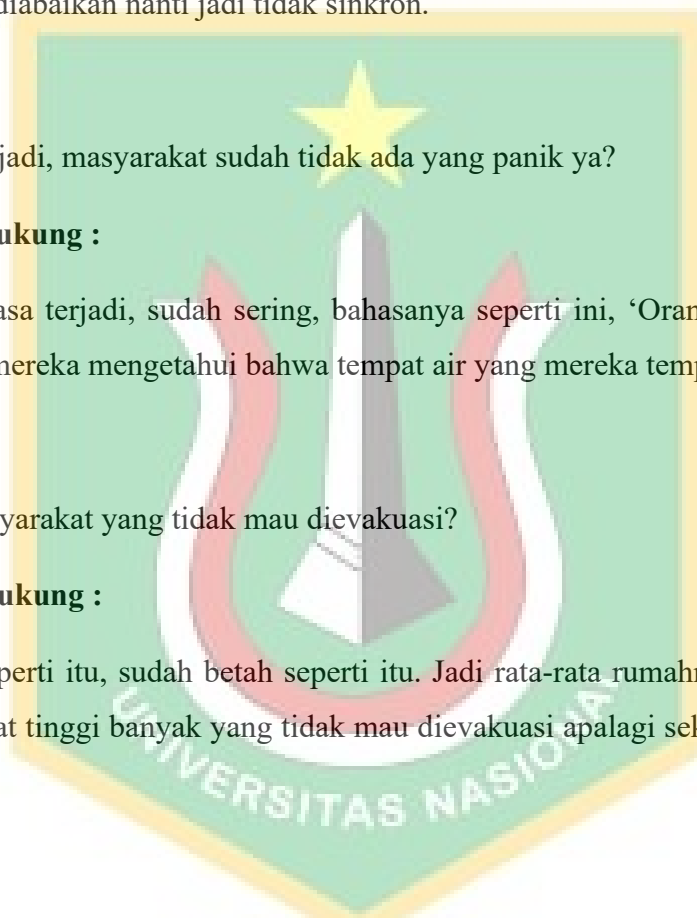 diabaikan nanti jadi tidak sinkron.
jadi, masyarakat sudah tidak ada yang panik ya?
ukung :
asa terjadi, sudah sering, bahasanya seperti ini, ‘Oran
mereka mengetahui bahwa tempat air yang mereka temp
yarakat yang tidak mau dievakuasi?
ukung :
perti itu, sudah betah seperti itu. Jadi rata-rata rumahn
at tinggi banyak yang tidak mau dievakuasi apalagi sek
UNIVERSITAS NASIONAL